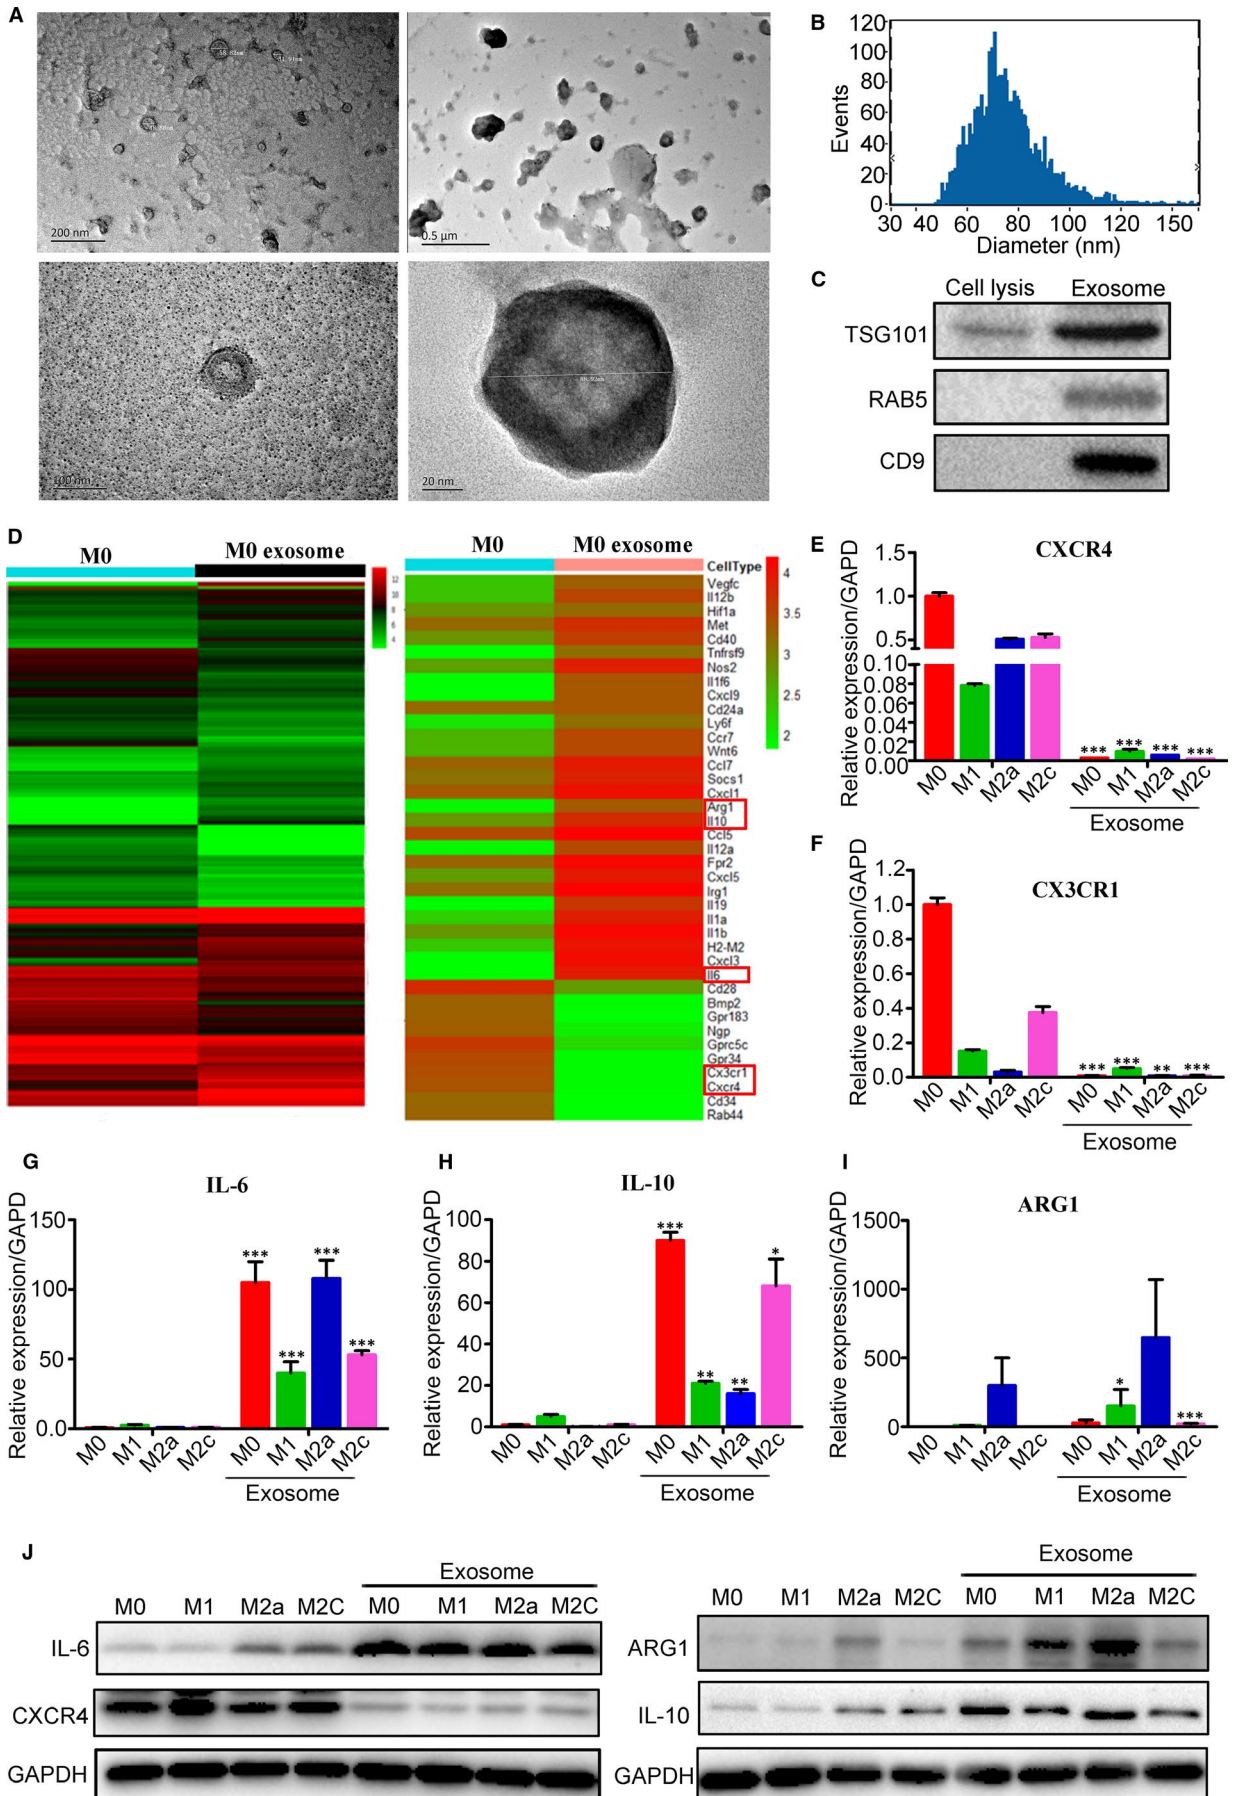 A
58.82nm
200 nm
0.5 µm
100 nm
20 nm
B
120
100
80
60
40
20
0
Events
30 40 60 80 100 120 150
Diameter (nm)
C
Cell lysis Exosome
TSG101
RAB5
CD9
D
M0 M0 exosome
12
10
8
6
4
M0 M0 exosome
CellType
4
3.5
3
2.5
2
Vegfc
Il12b
Hif1a
Met
Cd40
Tnfrsf9
Nos2
Il1f6
Cxcl9
Cd24a
Ly6f
Ccr7
Wnt6
Ccl7
Socs1
Cxcl1
Arg1
Il10
Ccl5
Il12a
Fpr2
Cxcl5
Irg1
Il19
Il1a
Il1b
H2-M2
Cxcl3
Il6
Cd28
Bmp2
Gpr183
Ngp
Gprc5c
Gpr34
Cx3cr1
Cxcr4
Cd34
Rab44
E
CXCR4
Relative expression/GAPD
1.5
1.0
0.5
0.10
0.08
0.06
0.04
0.02
0.00
*** *** *** ***
M0 M1 M2a M2c M0 M1 M2a M2c
Exosome
F
CX3CR1
Relative expression/GAPD
1.2
1.0
0.8
0.6
0.4
0.2
0.0
*** *** ** ***
M0 M1 M2a M2c M0 M1 M2a M2c
Exosome
G
IL-6
Relative expression/GAPD
150
100
50
0.0
*** *** *** ***
M0 M1 M2a M2c M0 M1 M2a M2c
Exosome
H
IL-10
Relative expression/GAPD
100
80
60
40
20
0
*** ** ** *
M0 M1 M2a M2c M0 M1 M2a M2c
Exosome
I
ARG1
Relative expression/GAPD
1500
1000
500
0
* ***
M0 M1 M2a M2c M0 M1 M2a M2c
Exosome
J
Exosome
M0 M1 M2a M2C M0 M1 M2a M2C
IL-6
CXCR4
GAPDH
Exosome
M0 M1 M2a M2C M0 M1 M2a M2C
ARG1
IL-10
GAPDH